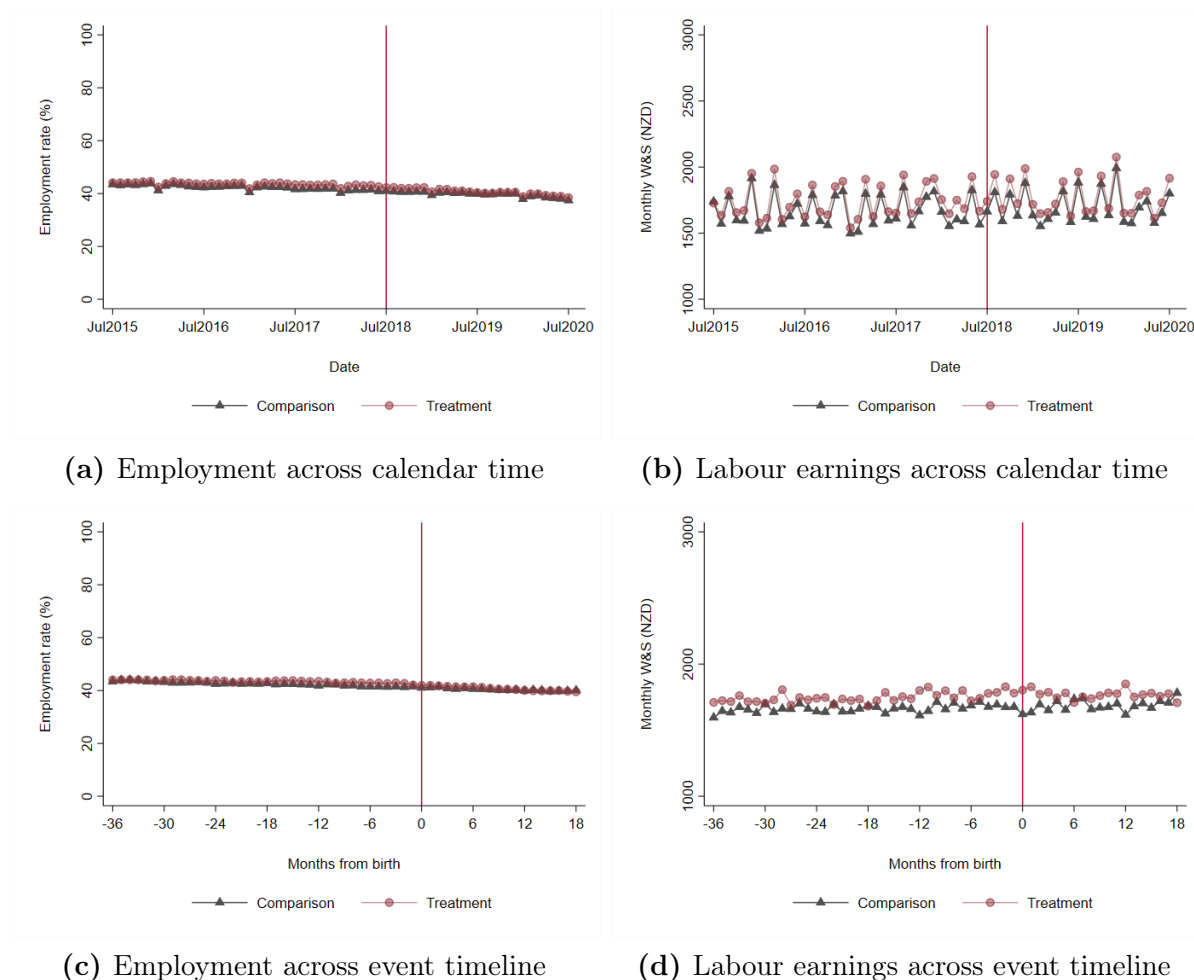 Employment rate (%)
100
80
60
40
20
0
Jul2015 Jul2016 Jul2017 Jul2018 Jul2019 Jul2020
Date
Comparison Treatment
(a) Employment across calendar time
Monthly W&S (NZD)
3000
2500
2000
1500
1000
Jul2015 Jul2016 Jul2017 Jul2018 Jul2019 Jul2020
Date
Comparison Treatment
(b) Labour earnings across calendar time
Employment rate (%)
100
80
60
40
20
0
-36 -30 -24 -18 -12 -6 0 6 12 18
Months from birth
Comparison Treatment
(c) Employment across event timeline
Monthly W&S (NZD)
3000
2000
1000
-36 -30 -24 -18 -12 -6 0 6 12 18
Months from birth
Comparison Treatment
(d) Labour earnings across event timeline